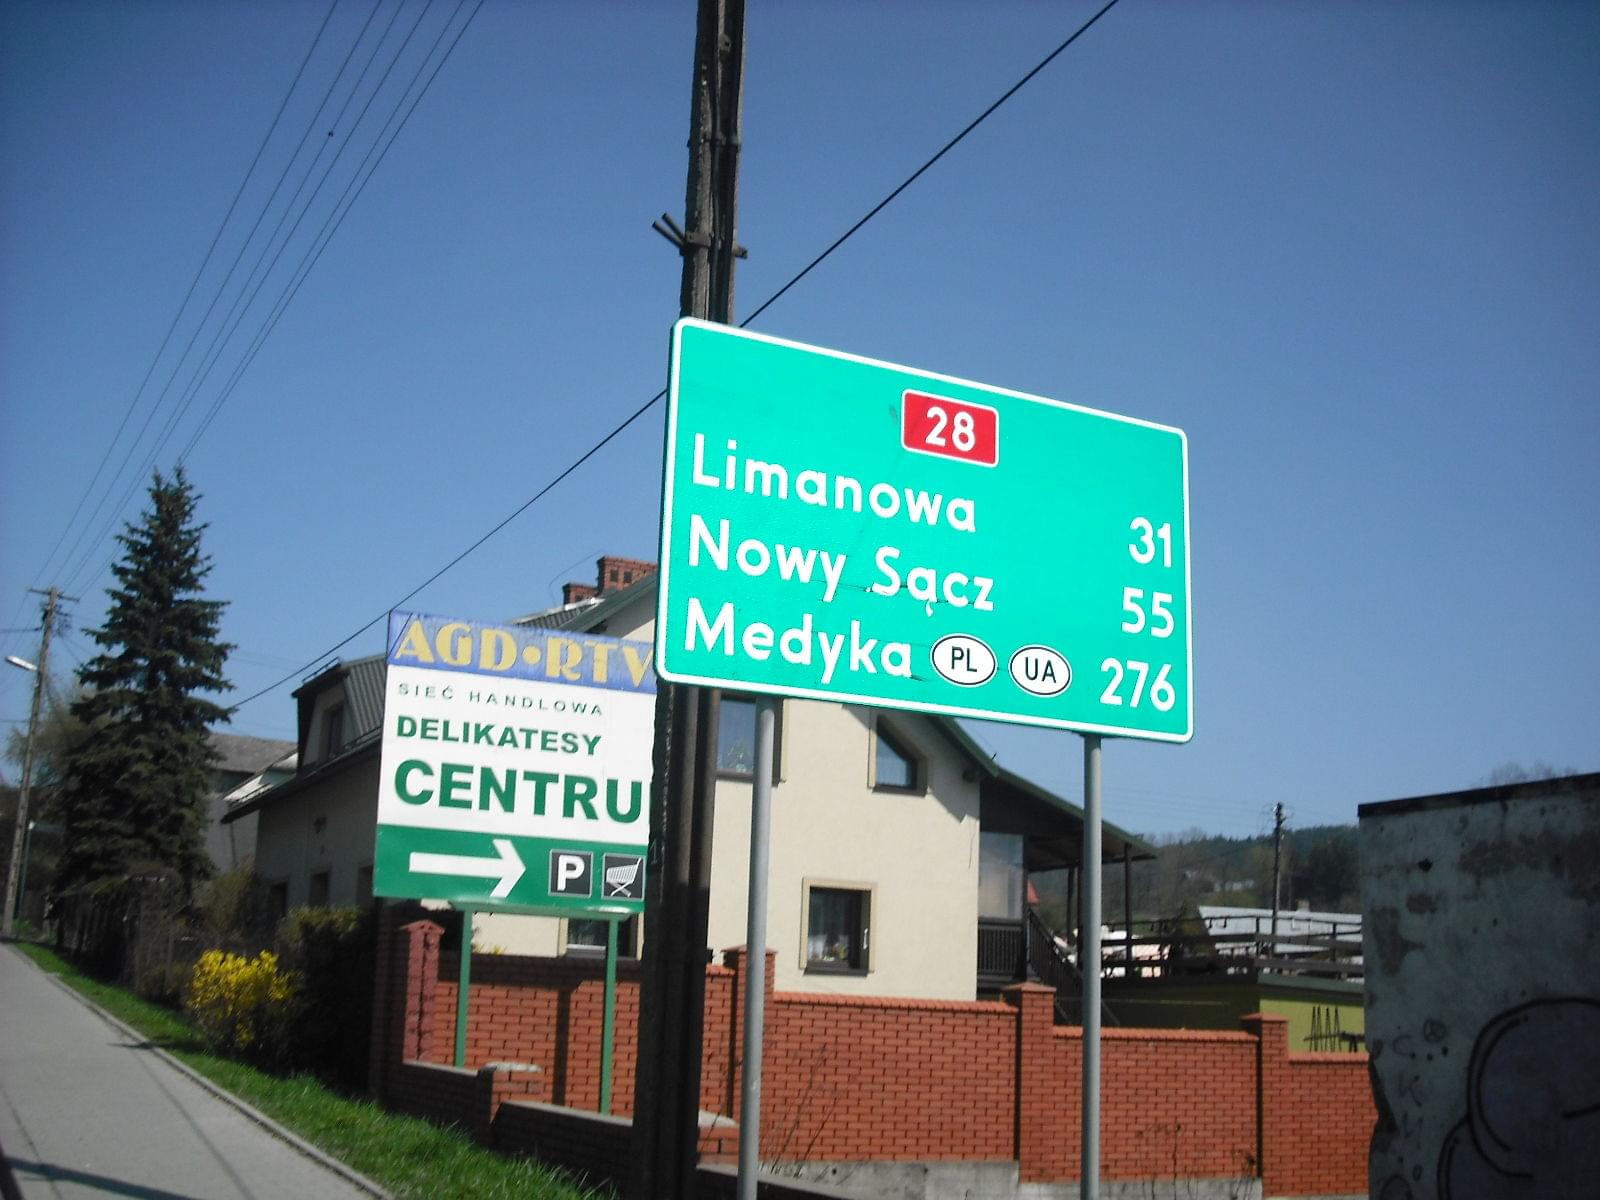 28
Limanowa 31
Nowy Sącz 55
Medyka PL UA 276
AGD•RTV
SIEĆ HANDLOWA
DELIKATESY
CENTRU
P